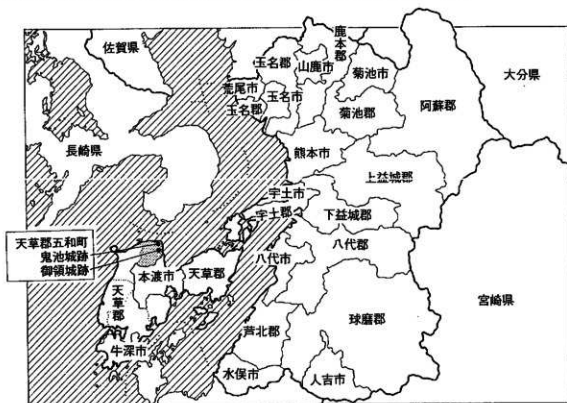 佐賀県
鹿本郡
玉名郡
山鹿市
菊池市
大分県
荒尾市
玉名市
玉名郡
菊池郡
阿蘇郡
長崎県
熊本市
上益城郡
宇土市
宇土郡
下益城郡
天草郡五和町
鬼池城跡
御領城跡
八代市
八代郡
本渡市
天草郡
天草郡
宮崎県
芦北郡
球磨郡
牛深市
水俣市
人吉市